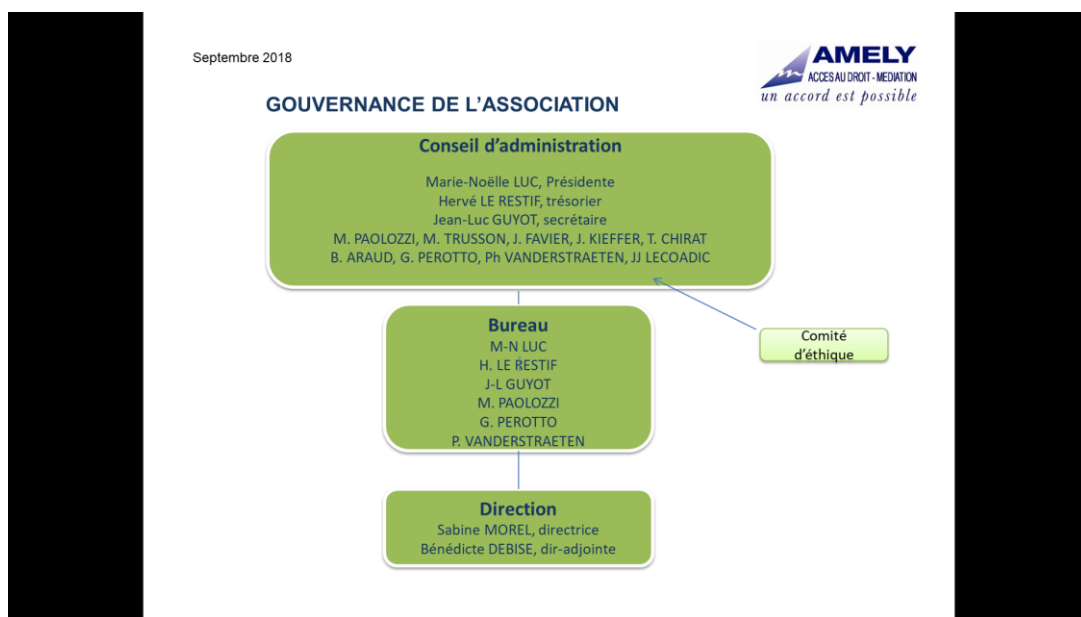 Septembre 2018
AMELY
ACCES AU DROIT - MEDIATION
un accord est possible
GOUVERNANCE DE L'ASSOCIATION
Conseil d'administration
Marie-Noëlle LUC, Présidente
Hervé LE RESTIF, trésorier
Jean-Luc GUYOT, secrétaire
M. PAOLOZZI, M. TRUSSON, J. FAVIER, J. KIEFFER, T. CHIRAT
B. ARAUD, G. PEROTTO, Ph VANDERSTRAETEN, JJ LECOADIC
Comité
d'éthique
Bureau
M-N LUC
H. LE RESTIF
J-L GUYOT
M. PAOLOZZI
G. PEROTTO
P. VANDERSTRAETEN
Direction
Sabine MOREL, directrice
Bénédicte DEBISE, dir-adjointe